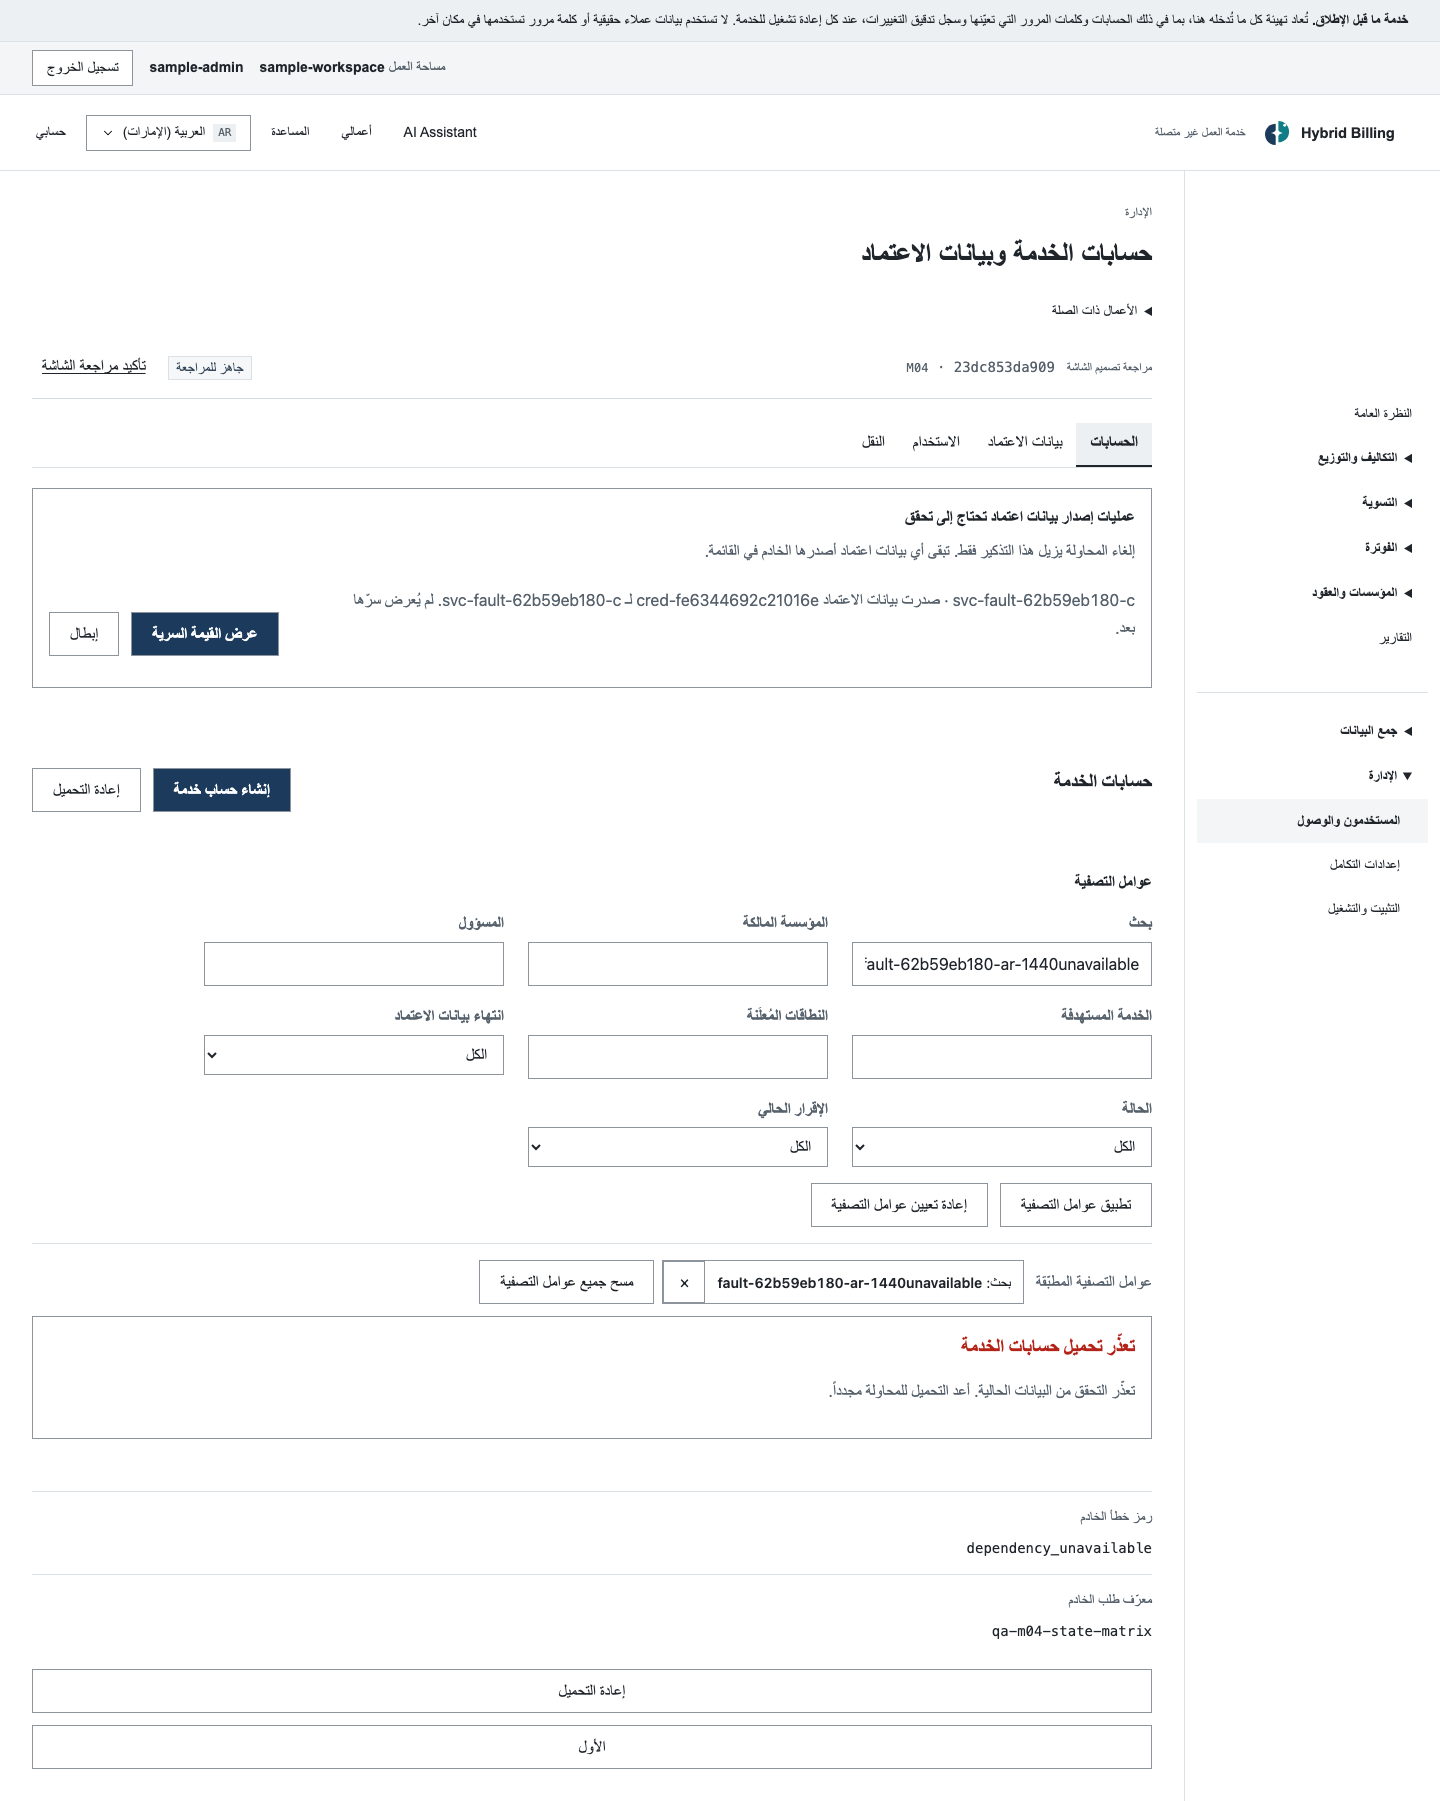 خدمة ما قبل الإطلاق. تُعاد تهيئة كل ما تُدخله هنا، بما في ذلك الحسابات وكلمات المرور التي تعيّنها وسجل تدقيق التغييرات، عند كل إعادة تشغيل للخدمة. لا تستخدم بيانات عملاء حقيقية أو كلمة مرور تستخدمها في مكان آخر.
مساحة العمل sample-workspace sample-admin تسجيل الخروج
Hybrid Billing خدمة العمل غير متصلة AI Assistant أعمالي المساعدة AR العربية (الإمارات) حسابي
الإدارة
حسابات الخدمة وبيانات الاعتماد
الأعمال ذات الصلة
مراجعة تصميم الشاشة M04 · 23dc853da909 جاهز للمراجعة تأكيد مراجعة الشاشة
النظرة العامة
التكاليف والتوزيع
التسوية
الفوترة
المؤسسات والعقود
التقارير
جمع البيانات
الإدارة
المستخدمون والوصول
إعدادات التكامل
التثبيت والتشغيل
الحسابات بيانات الاعتماد الاستخدام النقل
عمليات إصدار بيانات اعتماد تحتاج إلى تحقق
إلغاء المحاولة يزيل هذا التذكير فقط. تبقى أي بيانات اعتماد أصدرها الخادم في القائمة.
svc-fault-62b59eb180-c · صدرت بيانات الاعتماد cred-fe6344692c21016e لـ svc-fault-62b59eb180-c. لم يُعرض سرّها
بعد.
عرض القيمة السرية إبطال
حسابات الخدمة إنشاء حساب خدمة إعادة التحميل
عوامل التصفية
بحث المؤسسة المالكة المسؤول
fault-62b59eb180-ar-1440unavailable
الخدمة المستهدفة النطاقات المُعلَنة انتهاء بيانات الاعتماد
الكل
الحالة الإقرار الحالي
الكل الكل
تطبيق عوامل التصفية إعادة تعيين عوامل التصفية
عوامل التصفية المطبّقة بحث: fault-62b59eb180-ar-1440unavailable × مسح جميع عوامل التصفية
تعذّر تحميل حسابات الخدمة
تعذّر التحقق من البيانات الحالية. أعد التحميل للمحاولة مجدداً.
رمز خطأ الخادم
dependency_unavailable
معرّف طلب الخادم
qa-m04-state-matrix
إعادة التحميل
الأول